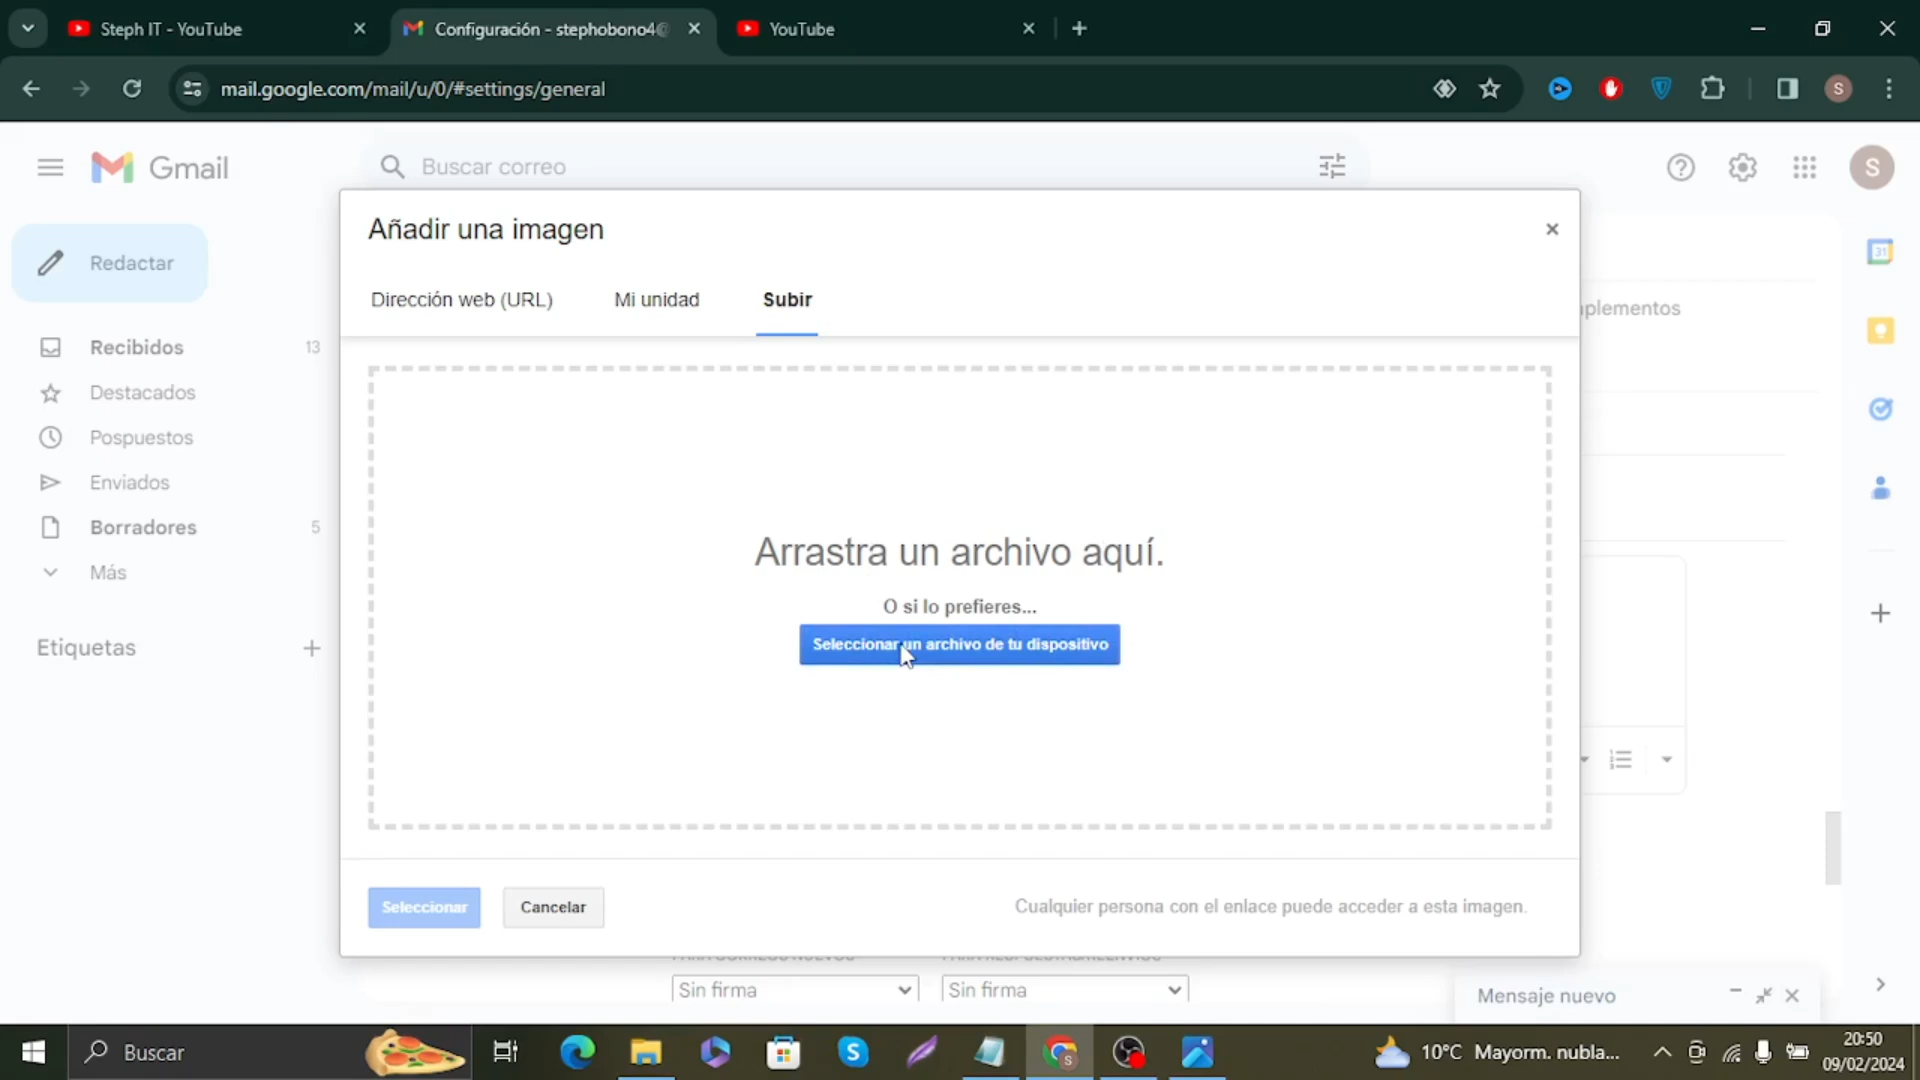 Steph IT - YouTube
Configuración - stephobono4@
YouTube
mail.google.com/mail/u/0/#settings/general
S
Gmail
Buscar correo
S
Redactar
Recibidos 13
Destacados
Pospuestos
Enviados
Borradores 5
Más
Etiquetas
Añadir una imagen
Dirección web (URL) Mi unidad Subir
plementos
31
Arrastra un archivo aquí.
O si lo prefieres...
Seleccionar un archivo de tu dispositivo
Seleccionar Cancelar
Cualquier persona con el enlace puede acceder a esta imagen.
Sin firma Sin firma
Mensaje nuevo
Buscar
S
10°C Mayorm. nubla...
20:50
09/02/2024